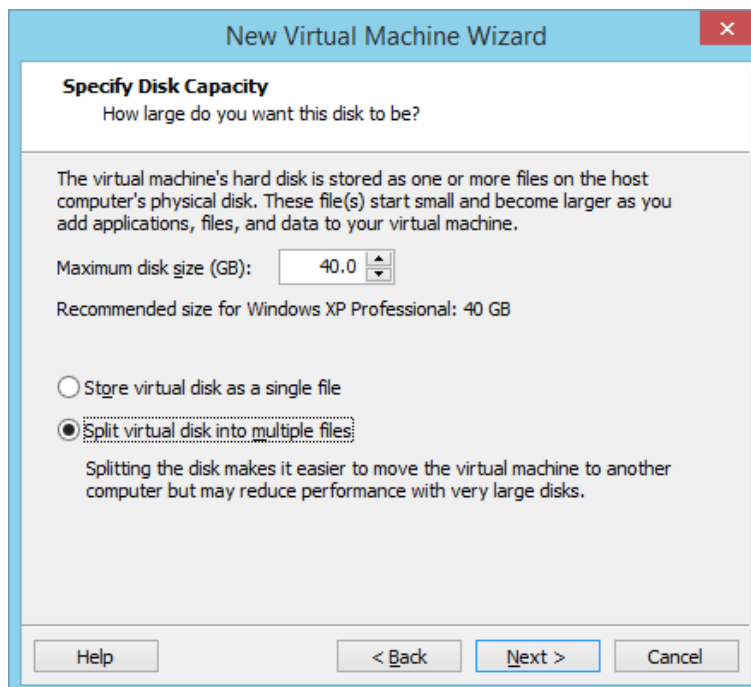 New Virtual Machine Wizard
Specify Disk Capacity
How large do you want this disk to be?
The virtual machine's hard disk is stored as one or more files on the host
computer's physical disk. These file(s) start small and become larger as you
add applications, files, and data to your virtual machine.
Maximum disk size (GB): 40.0
Recommended size for Windows XP Professional: 40 GB
Store virtual disk as a single file
Split virtual disk into multiple files
Splitting the disk makes it easier to move the virtual machine to another
computer but may reduce performance with very large disks.
Help < Back Next > Cancel